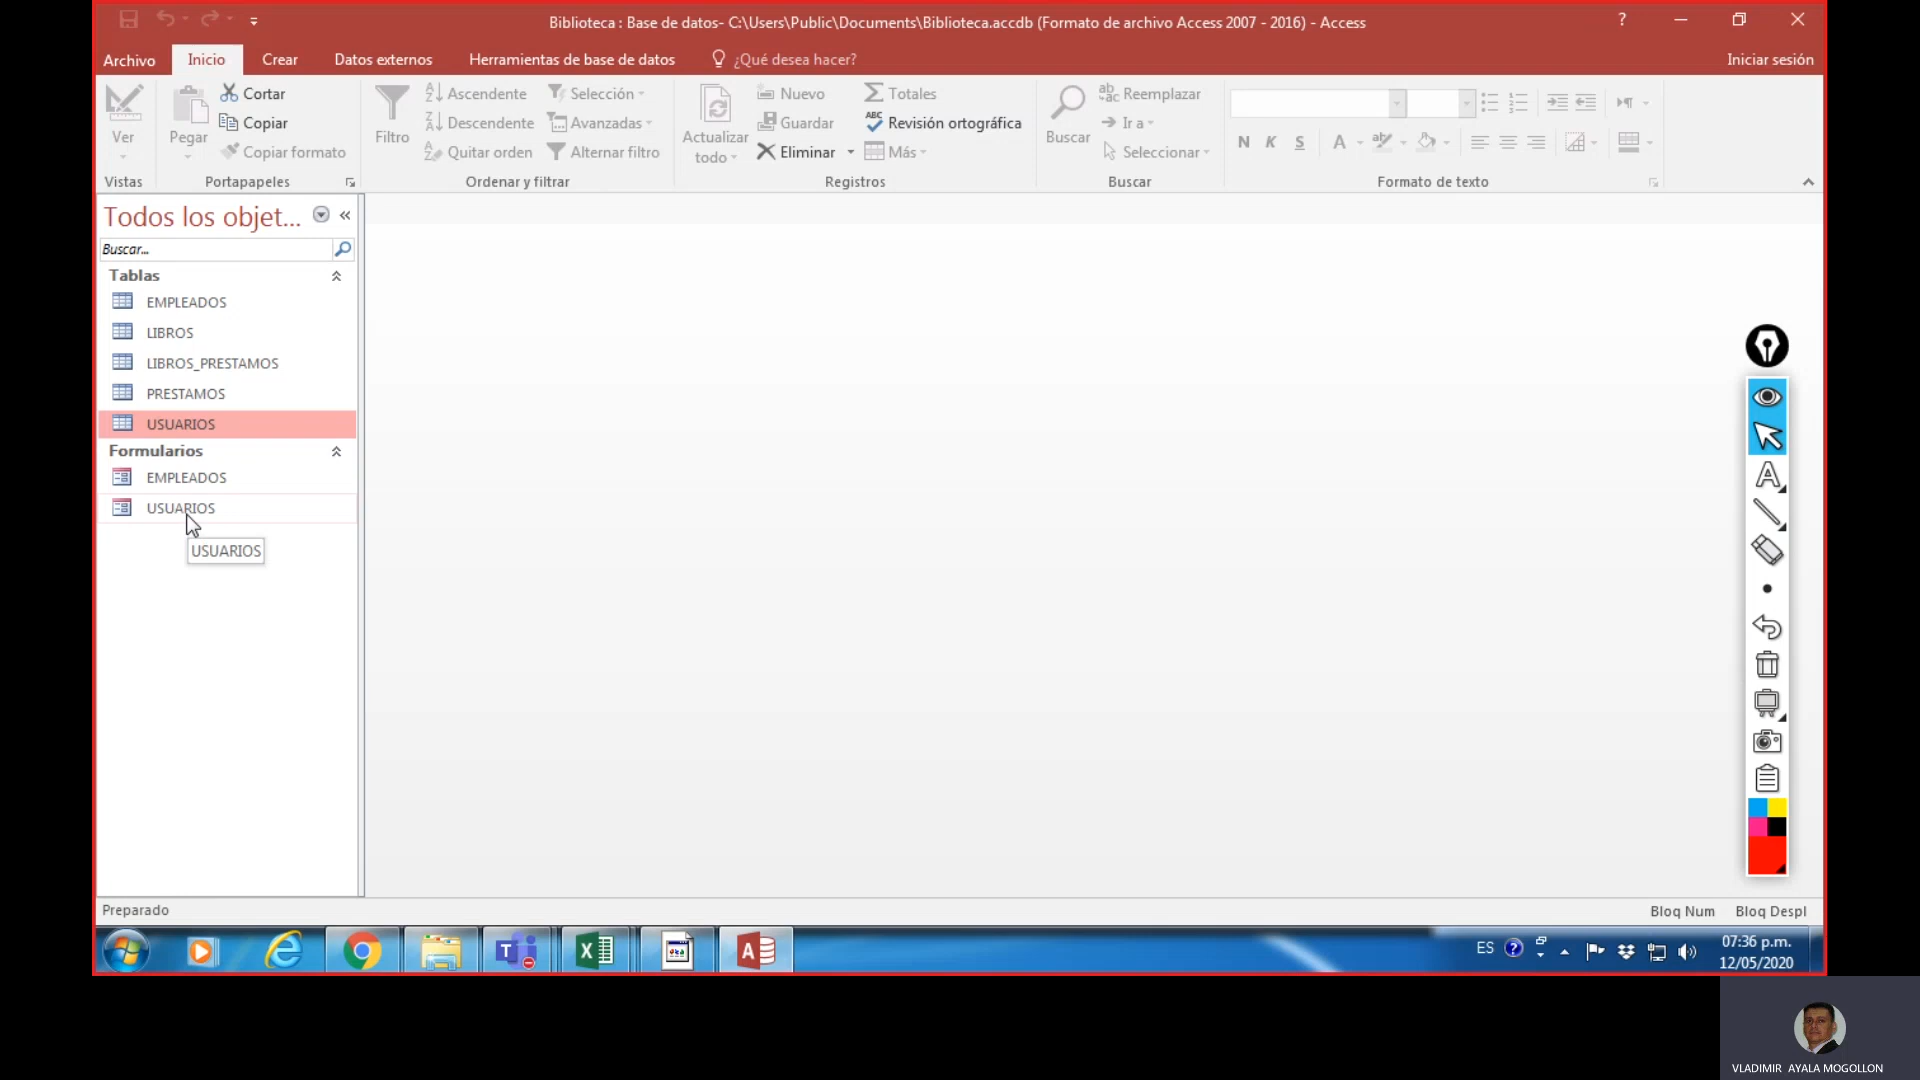 Biblioteca : Base de datos- C:\Users\Public\Documents\Biblioteca.accdb (Formato de archivo Access 2007 - 2016) - Access
?
Archivo Inicio Crear Datos externos Herramientas de base de datos ¿Qué desea hacer? Iniciar sesión
Ver
Vistas
Pegar
Cortar
Copiar
Copiar formato
Portapapeles
Filtro
Ascendente
Descendente
Quitar orden
Selección
Avanzadas
Alternar filtro
Ordenar y filtrar
Actualizar
todo
Nuevo
Guardar
Eliminar
Totales
Revisión ortográfica
Más
Registros
Buscar
Reemplazar
Ir a
Seleccionar
Buscar
N K S A
Formato de texto
Todos los objet... «
Buscar...
Tablas
EMPLEADOS
LIBROS
LIBROS_PRESTAMOS
PRESTAMOS
USUARIOS
Formularios
EMPLEADOS
USUARIOS
USUARIOS
Preparado
Bloq Num Bloq Despl
ES
07:36 p.m.
12/05/2020
VLADIMIR AYALA MOGOLLON